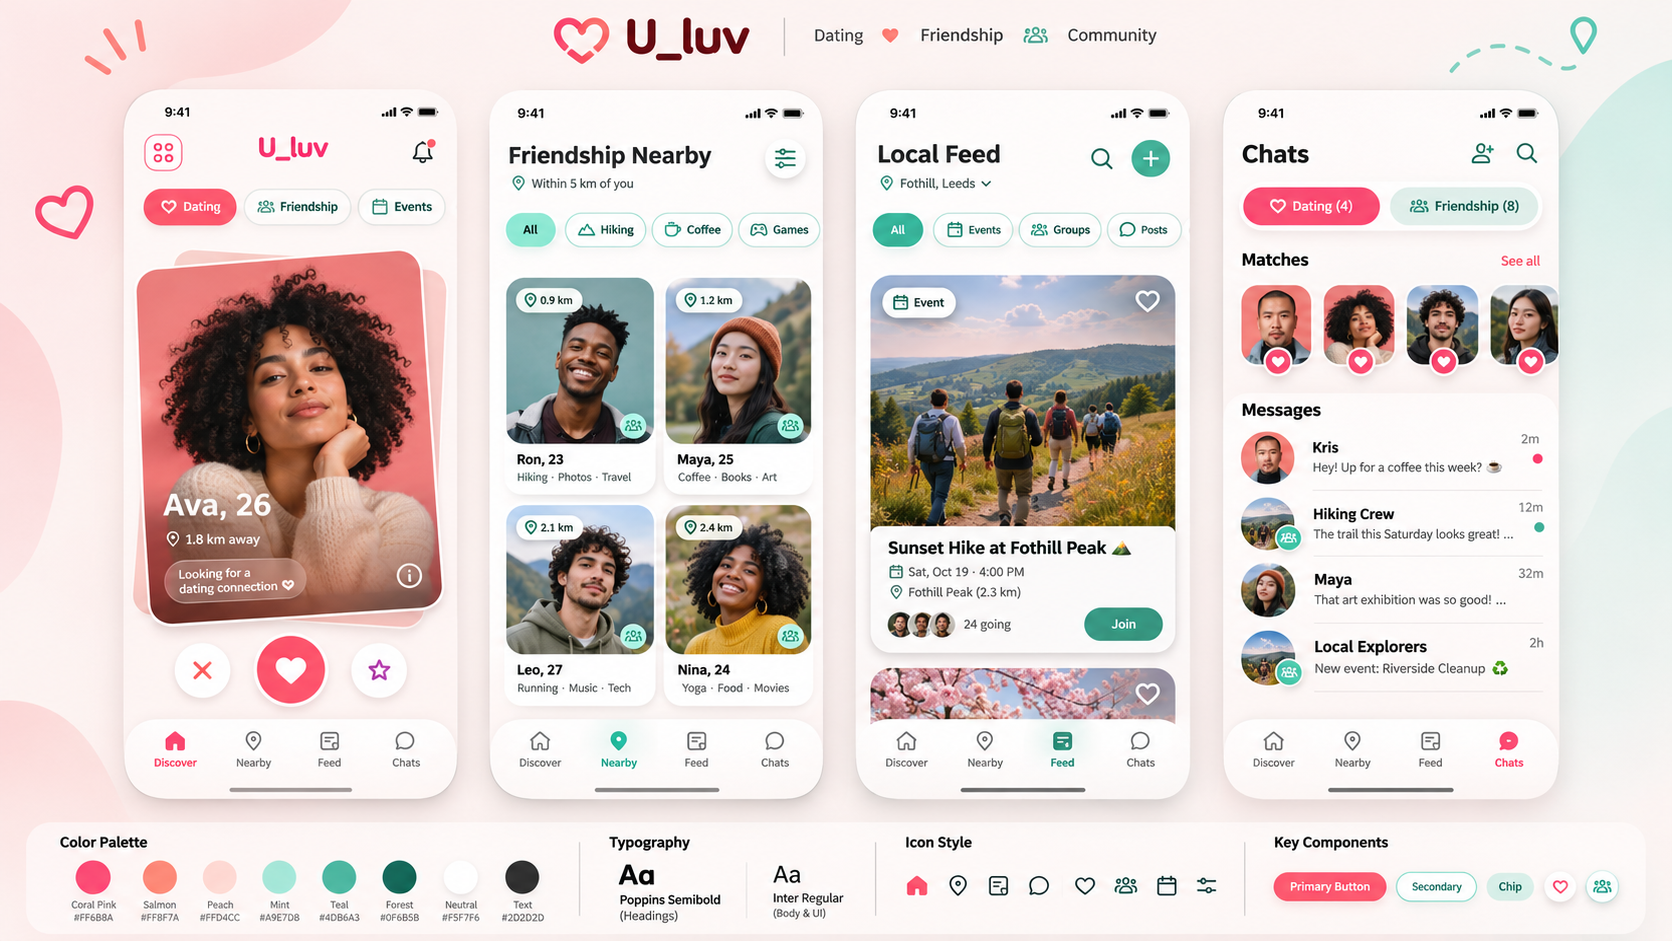 U_luv
Dating
Friendship
Community
9:41
U_luv
Dating
Friendship
Events
Ava, 26
1.8 km away
Looking for a
dating connection
Discover
Nearby
Feed
Chats
9:41
Friendship Nearby
Within 5 km of you
All
Hiking
Coffee
Games
0.9 km
Ron, 23
Hiking · Photos · Travel
1.2 km
Maya, 25
Coffee · Books · Art
2.1 km
Leo, 27
Running · Music · Tech
2.4 km
Nina, 24
Yoga · Food · Movies
Discover
Nearby
Feed
Chats
9:41
Local Feed
Fothill, Leeds
All
Events
Groups
Posts
Event
Sunset Hike at Fothill Peak
Sat, Oct 19 · 4:00 PM
Fothill Peak (2.3 km)
24 going
Join
Discover
Nearby
Feed
Chats
9:41
Chats
Dating (4)
Friendship (8)
Matches
See all
Messages
Kris
2m
Hey! Up for a coffee this week? ☕
Hiking Crew
12m
The trail this Saturday looks great! ...
Maya
32m
That art exhibition was so good! ...
Local Explorers
2h
New event: Riverside Cleanup ♻️
Discover
Nearby
Feed
Chats
Color Palette
Coral Pink
#FF6B8A
Salmon
#FF8F7A
Peach
#FFD4CC
Mint
#A9E7D8
Teal
#4DB6A3
Forest
#0F6B5B
Neutral
#F5F7F6
Text
#2D2D2D
Typography
Aa
Poppins Semibold
(Headings)
Aa
Inter Regular
(Body & UI)
Icon Style
Key Components
Primary Button
Secondary
Chip